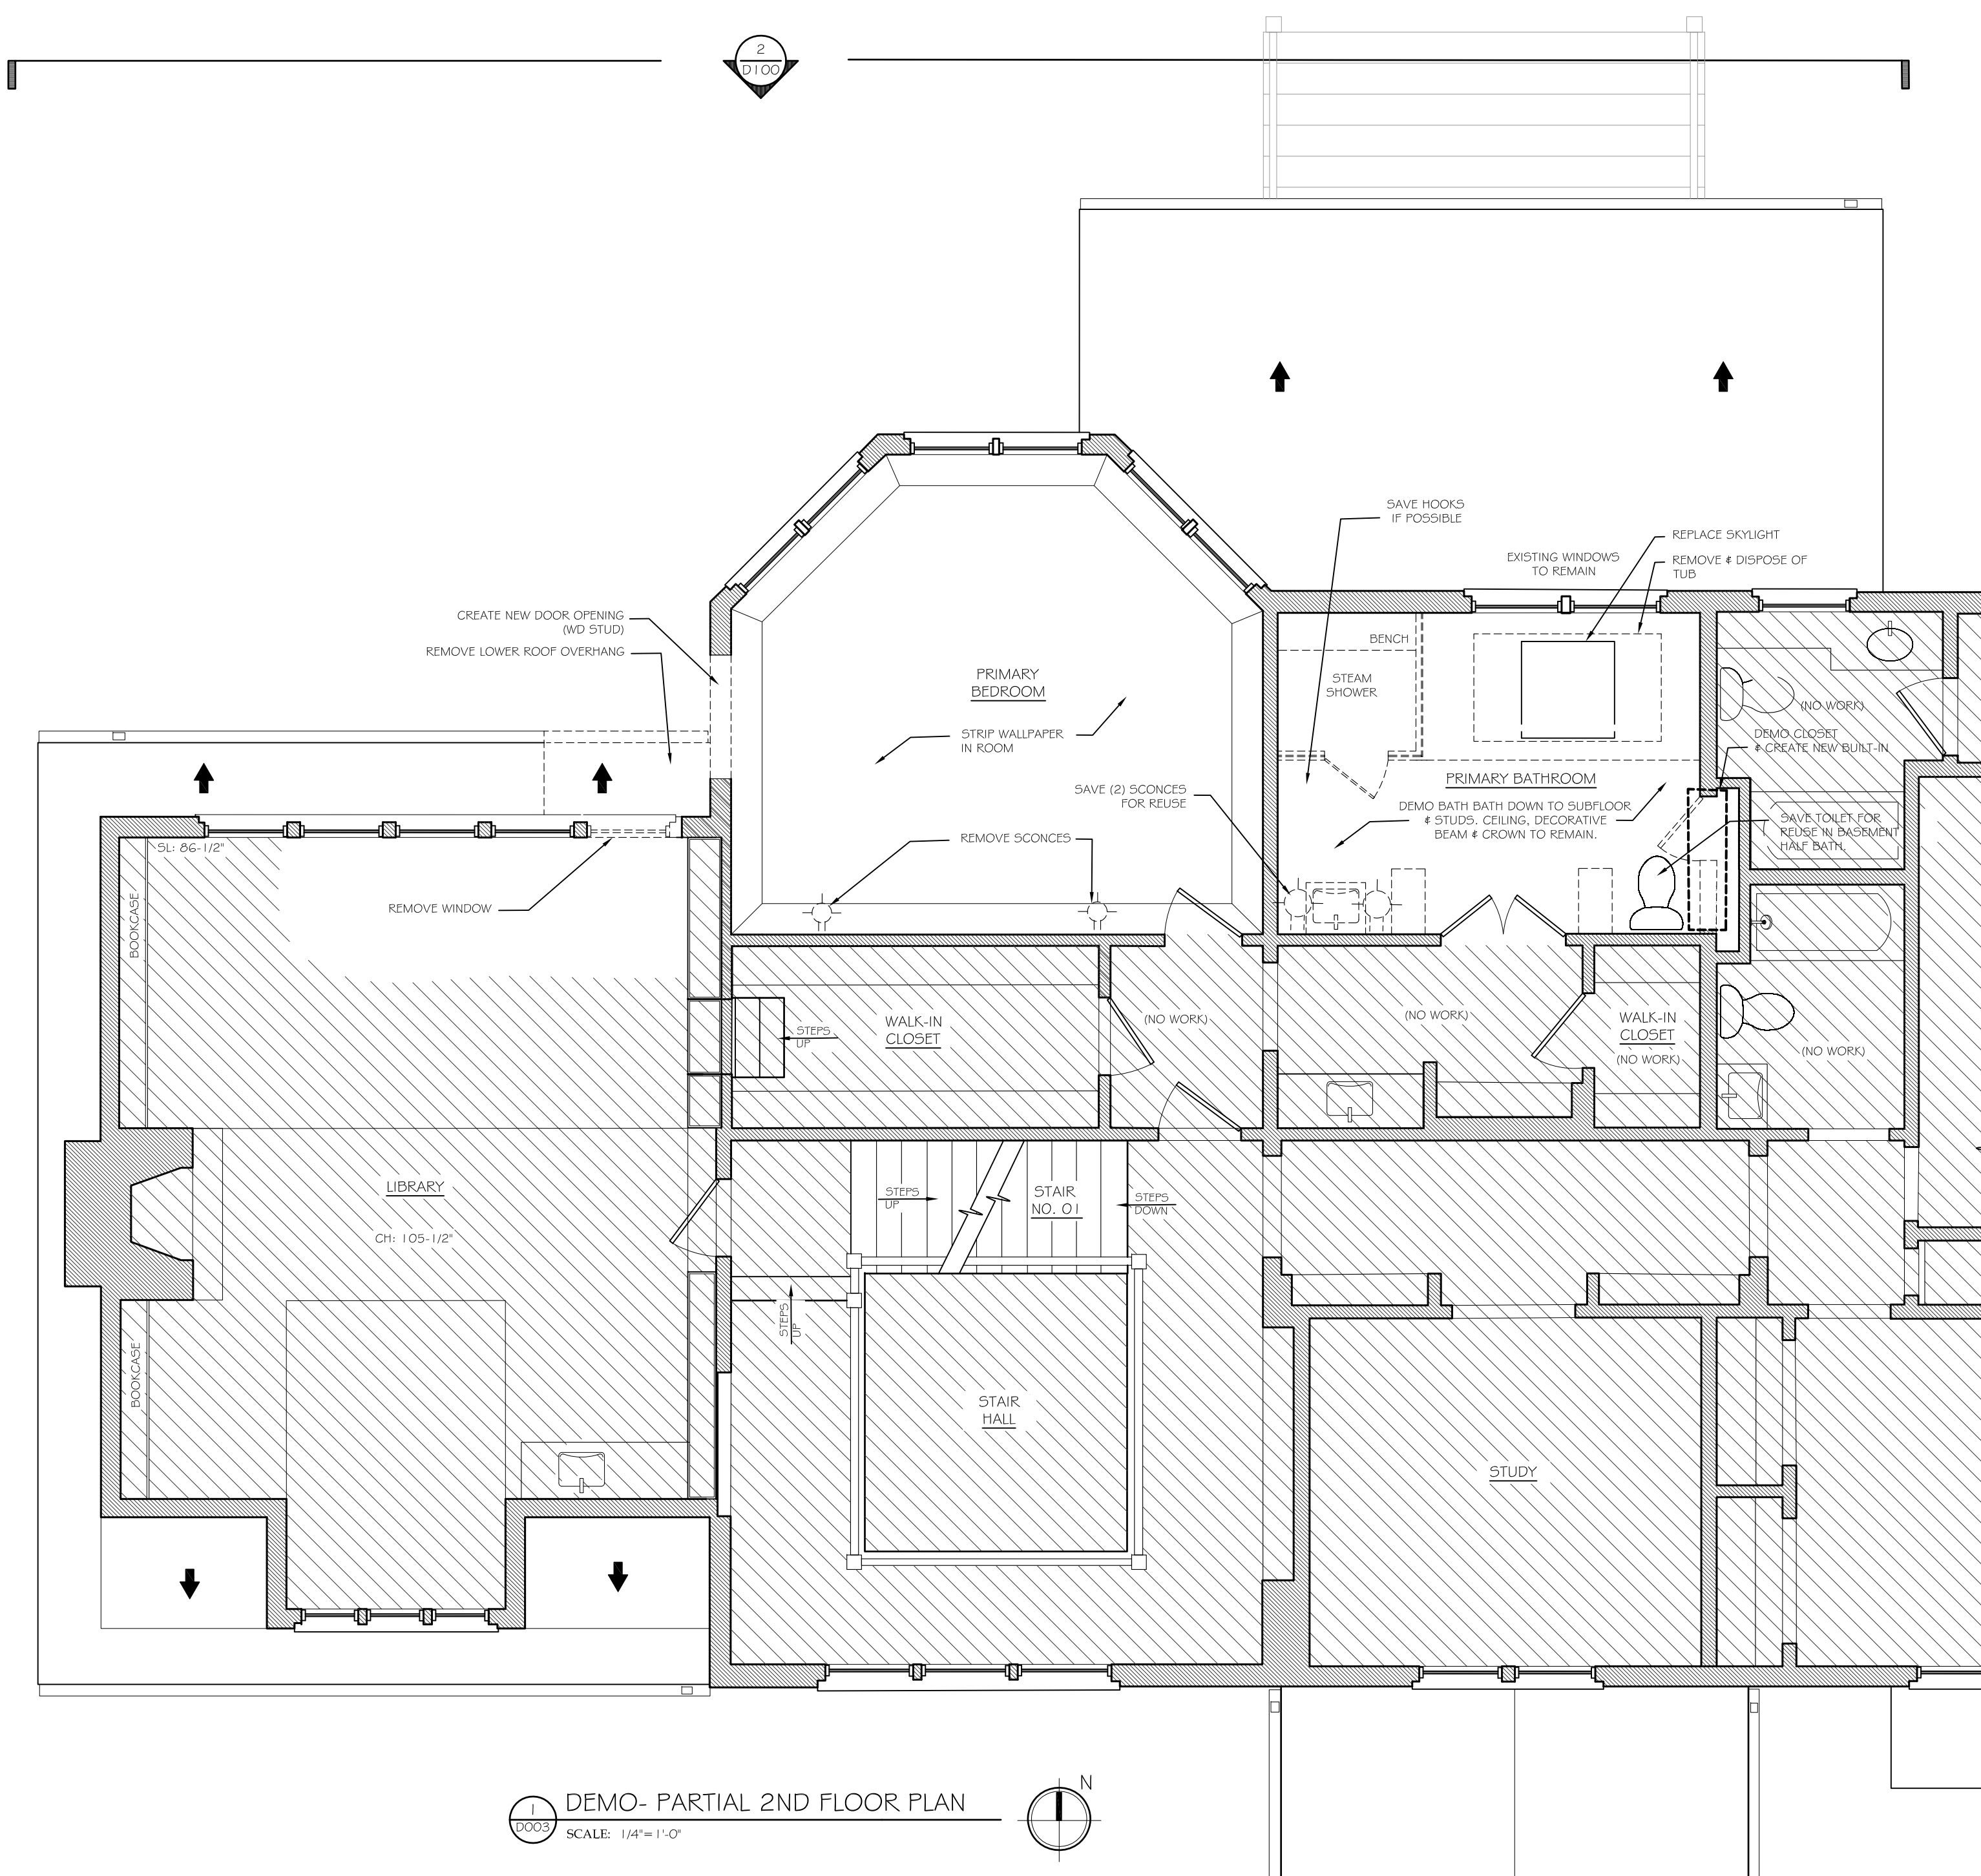 2
D100
SAVE HOOKS
IF POSSIBLE
REPLACE SKYLIGHT
EXISTING WINDOWS
TO REMAIN
REMOVE & DISPOSE OF
TUB
CREATE NEW DOOR OPENING
(WD STUD)
REMOVE LOWER ROOF OVERHANG
BENCH
STEAM
SHOWER
PRIMARY
BEDROOM
(NO WORK)
STRIP WALLPAPER
IN ROOM
DEMO CLOSET
& CREATE NEW BUILT-IN
PRIMARY BATHROOM
SAVE (2) SCONCES
FOR REUSE
DEMO BATH BATH DOWN TO SUBFLOOR
& STUDS. CEILING, DECORATIVE
BEAM & CROWN TO REMAIN.
SAVE TOILET FOR
REUSE IN BASEMENT
HALF BATH.
REMOVE SCONCES
SL: 86-1/2"
BOOKCASE
REMOVE WINDOW
WALK-IN
CLOSET
STEPS
UP
(NO WORK)
(NO WORK)
WALK-IN
CLOSET
(NO WORK)
(NO WORK)
LIBRARY
CH: 105-1/2"
STEPS
UP
STAIR
NO. 01
STEPS
DOWN
STEPS
UP
BOOKCASE
STAIR
HALL
STUDY
1
D003
DEMO- PARTIAL 2ND FLOOR PLAN
SCALE: 1/4"=1'-0"
N